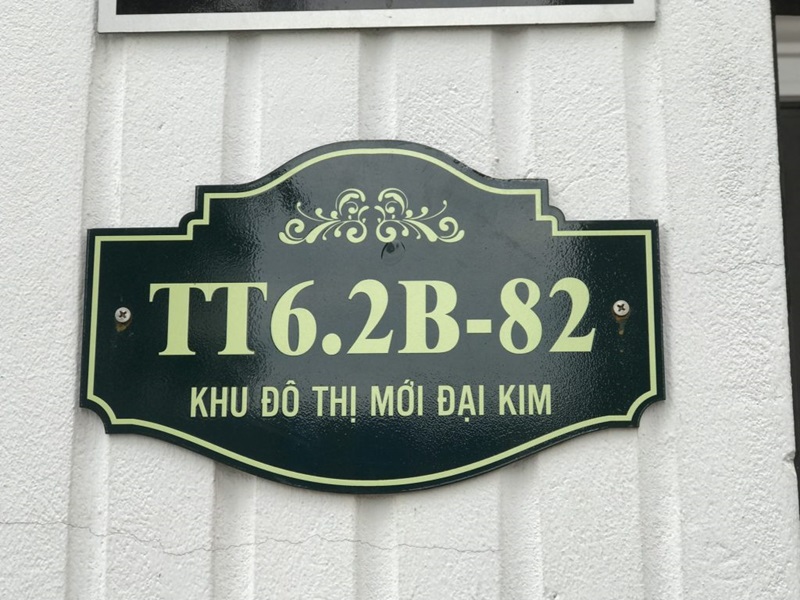 TT6.2B-82
KHU ĐÔ THỊ MỚI ĐẠI KIM